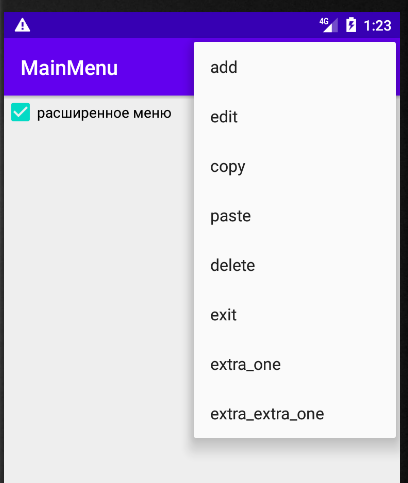 4G 1:23
MainMenu
расширенное меню
add
edit
copy
paste
delete
exit
extra_one
extra_extra_one